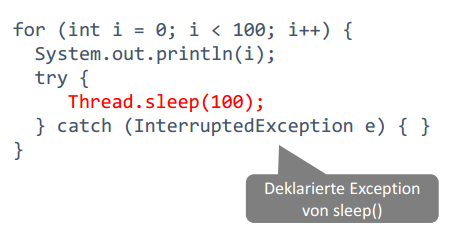 for (int i = 0; i < 100; i++) {
System.out.println(i);
try {
Thread.sleep(100);
} catch (InterruptedException e) { }
}
Deklarierte Exception
von sleep()